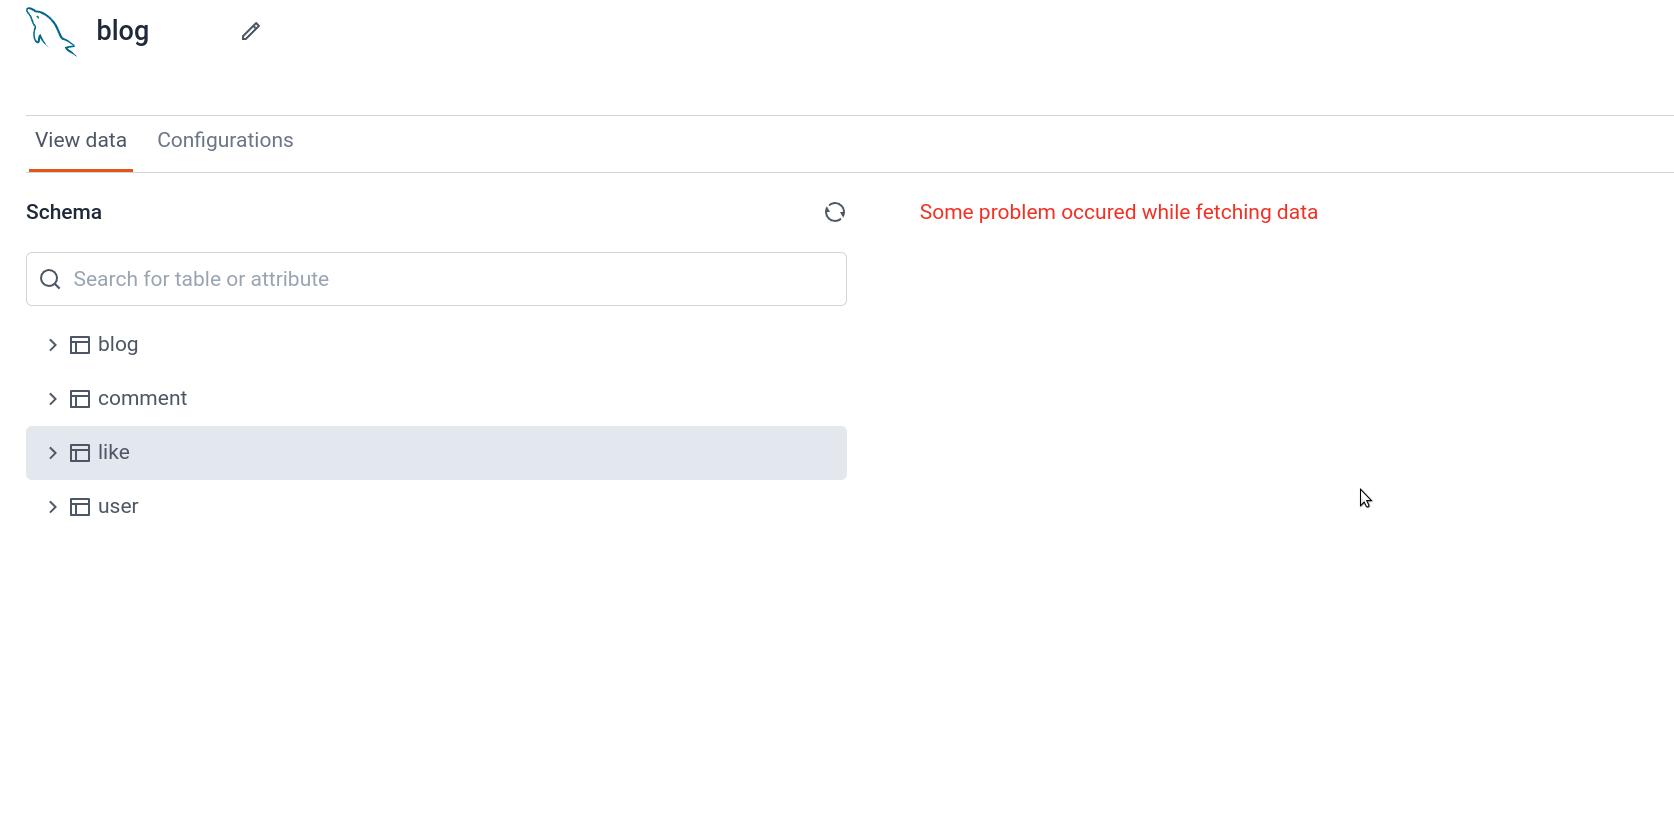 blog
View data
Configurations
Schema
Some problem occured while fetching data
Search for table or attribute
blog
comment
like
user